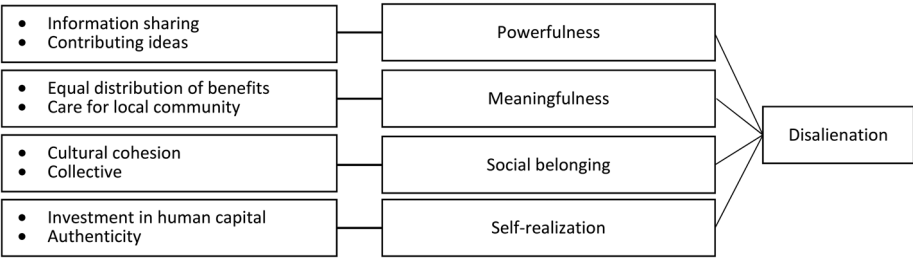 • Information sharing
• Contributing ideas
Powerfulness
• Equal distribution of benefits
• Care for local community
Meaningfulness
• Cultural cohesion
• Collective
Social belonging
• Investment in human capital
• Authenticity
Self-realization
Disalienation